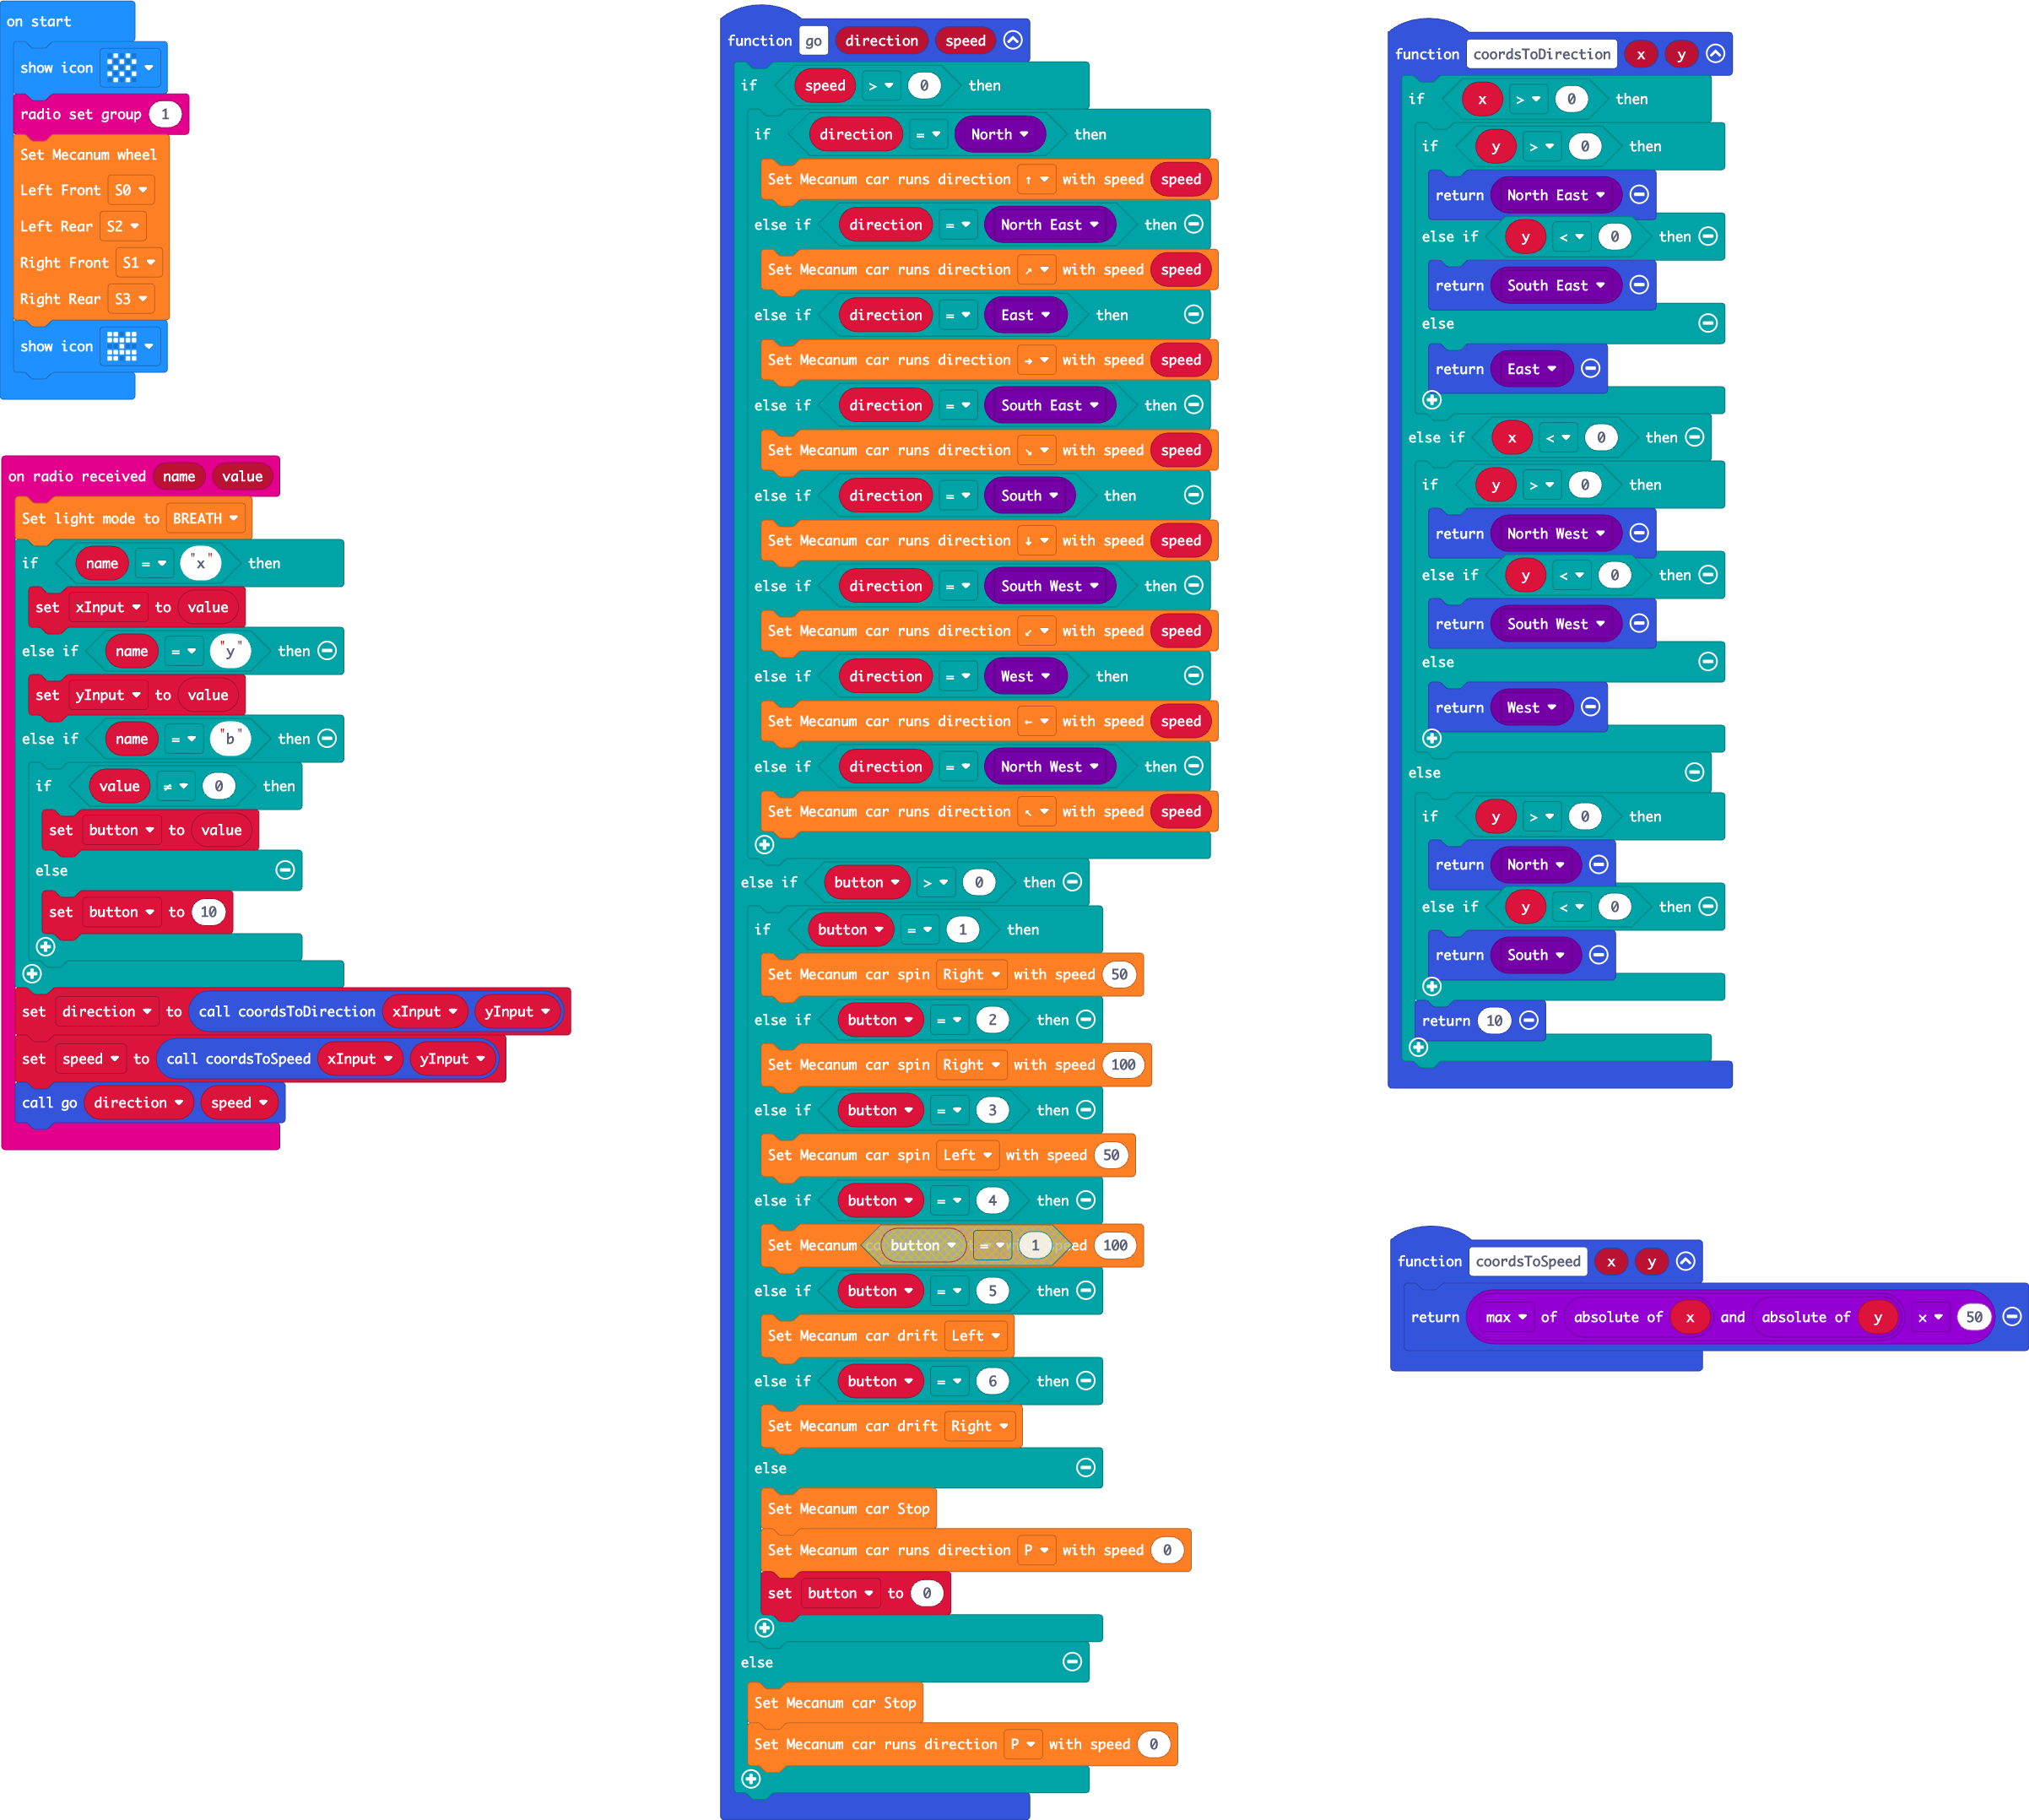 on start
show icon
radio set group 1
Set Mecanum wheel
Left Front S0
Left Rear S2
Right Front S1
Right Rear S3
show icon
on radio received name value
Set light mode to BREATH
if name = "x" then
set xInput to value
else if name = "y" then
set yInput to value
else if name = "b" then
if value ≠ 0 then
set button to value
else
set button to 10
set direction to call coordsToDirection xInput yInput
set speed to call coordsToSpeed xInput yInput
call go direction speed
function go direction speed
if speed > 0 then
if direction = North then
Set Mecanum car runs direction ↑ with speed speed
else if direction = North East then
Set Mecanum car runs direction ↗ with speed speed
else if direction = East then
Set Mecanum car runs direction → with speed speed
else if direction = South East then
Set Mecanum car runs direction ↘ with speed speed
else if direction = South then
Set Mecanum car runs direction ↓ with speed speed
else if direction = South West then
Set Mecanum car runs direction ↙ with speed speed
else if direction = West then
Set Mecanum car runs direction ← with speed speed
else if direction = North West then
Set Mecanum car runs direction ↖ with speed speed
else if button > 0 then
if button = 1 then
Set Mecanum car spin Right with speed 50
else if button = 2 then
Set Mecanum car spin Right with speed 100
else if button = 3 then
Set Mecanum car spin Left with speed 50
else if button = 4 then
Set Mecanum button = 1 100
else if button = 5 then
Set Mecanum car drift Left
else if button = 6 then
Set Mecanum car drift Right
else
Set Mecanum car Stop
Set Mecanum car runs direction P with speed 0
set button to 0
else
Set Mecanum car Stop
Set Mecanum car runs direction P with speed 0
function coordsToDirection x y
if x > 0 then
if y > 0 then
return North East
else if y < 0 then
return South East
else
return East
else if x < 0 then
if y > 0 then
return North West
else if y < 0 then
return South West
else
return West
else
if y > 0 then
return North
else if y < 0 then
return South
return 10
function coordsToSpeed x y
return max of absolute of x and absolute of y × 50